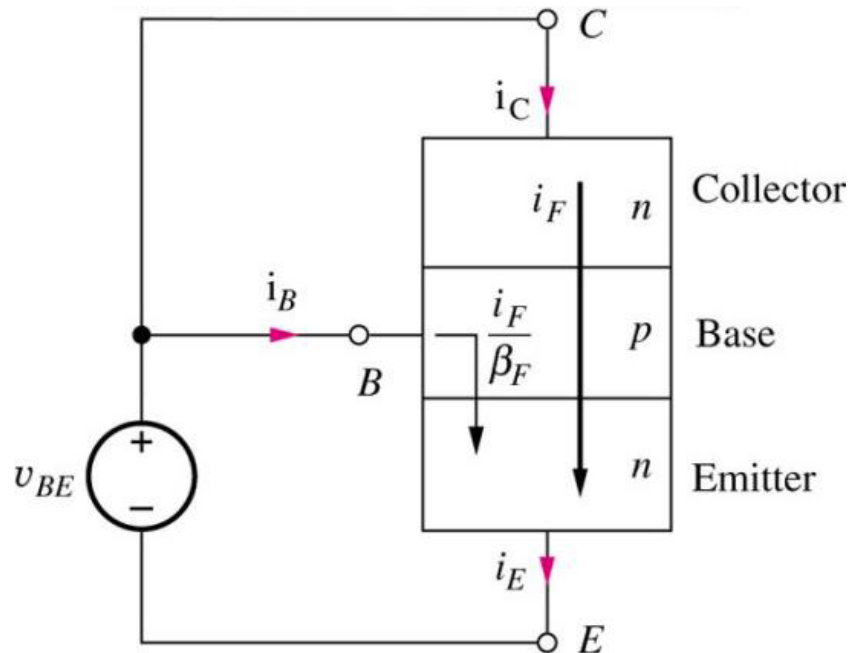 C
i_C
Collector
i_F
n
i_B
i_F
β_F
p
Base
B
+
v_BE
−
n
Emitter
i_E
E